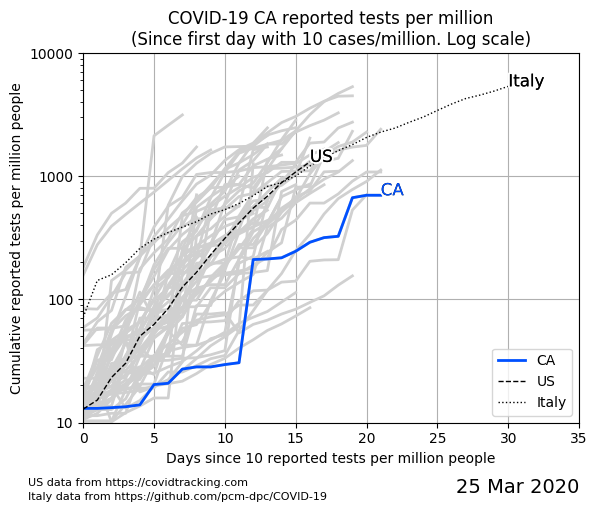 COVID-19 CA reported tests per million
(Since first day with 10 cases/million. Log scale)
Cumulative reported tests per million people
10000
1000
100
10
Italy
US
CA
CA
US
Italy
0 5 10 15 20 25 30 35
Days since 10 reported tests per million people
US data from https://covidtracking.com
Italy data from https://github.com/pcm-dpc/COVID-19
25 Mar 2020